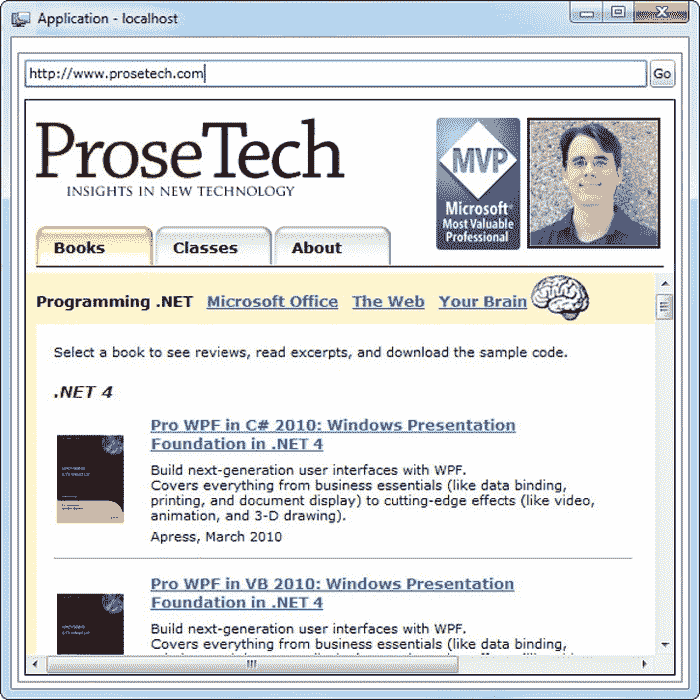 Application - localhost
http://www.prosetech.com
Go
ProseTech
INSIGHTS IN NEW TECHNOLOGY
MVP
Microsoft®
Most Valuable
Professional
Books
Classes
About
Programming .NET Microsoft Office The Web Your Brain
Select a book to see reviews, read excerpts, and download the sample code.
.NET 4
Pro WPF in C# 2010: Windows Presentation
Foundation in .NET 4
Build next-generation user interfaces with WPF.
Covers everything from business essentials (like data binding,
printing, and document display) to cutting-edge effects (like video,
animation, and 3-D drawing).
Apress, March 2010
Pro WPF in VB 2010: Windows Presentation
Foundation in .NET 4
Build next-generation user interfaces with WPF.
Covers everything from business essentials (like data binding,